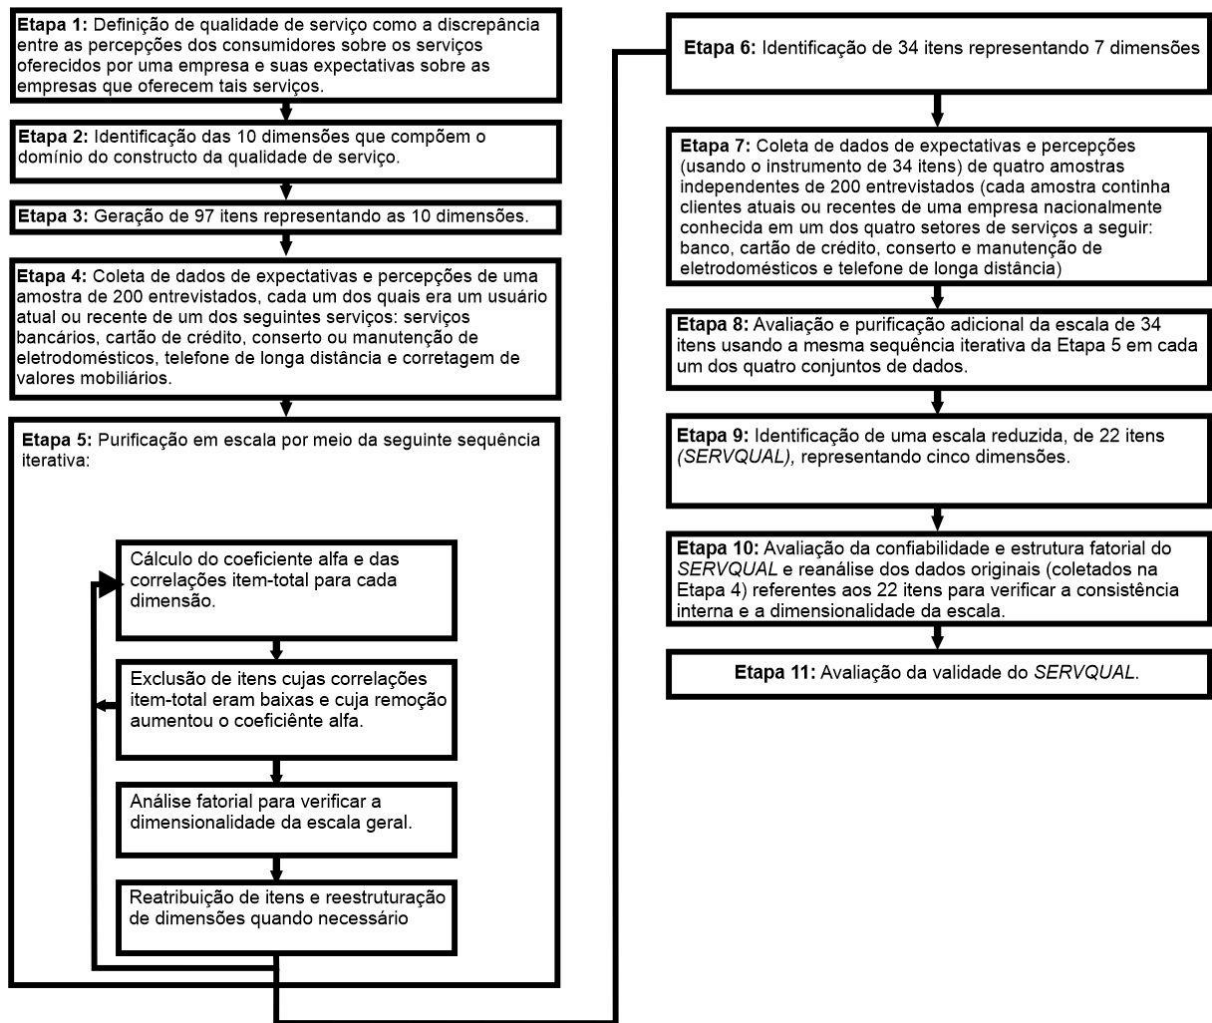 Etapa 1: Definição de qualidade de serviço como a discrepância
entre as percepções dos consumidores sobre os serviços
oferecidos por uma empresa e suas expectativas sobre as
empresas que oferecem tais serviços.
Etapa 2: Identificação das 10 dimensões que compõem o
domínio do constructo da qualidade de serviço.
Etapa 3: Geração de 97 itens representando as 10 dimensões.
Etapa 4: Coleta de dados de expectativas e percepções de uma
amostra de 200 entrevistados, cada um dos quais era um usuário
atual ou recente de um dos seguintes serviços: serviços
bancários, cartão de crédito, conserto ou manutenção de
eletrodomésticos, telefone de longa distância e corretagem de
valores mobiliários.
Etapa 5: Purificação em escala por meio da seguinte sequência
iterativa:
Cálculo do coeficiente alfa e das
correlações item-total para cada
dimensão.
Exclusão de itens cujas correlações
item-total eram baixas e cuja remoção
aumentou o coeficiênte alfa.
Análise fatorial para verificar a
dimensionalidade da escala geral.
Reatribuição de itens e reestruturação
de dimensões quando necessário
Etapa 6: Identificação de 34 itens representando 7 dimensões
Etapa 7: Coleta de dados de expectativas e percepções
(usando o instrumento de 34 itens) de quatro amostras
independentes de 200 entrevistados (cada amostra continha
clientes atuais ou recentes de uma empresa nacionalmente
conhecida em um dos quatro setores de serviços a seguir:
banco, cartão de crédito, conserto e manutenção de
eletrodomésticos e telefone de longa distância)
Etapa 8: Avaliação e purificação adicional da escala de 34
itens usando a mesma sequência iterativa da Etapa 5 em cada
um dos quatro conjuntos de dados.
Etapa 9: Identificação de uma escala reduzida, de 22 itens
(SERVQUAL), representando cinco dimensões.
Etapa 10: Avaliação da confiabilidade e estrutura fatorial do
SERVQUAL e reanálise dos dados originais (coletados na
Etapa 4) referentes aos 22 itens para verificar a consistência
interna e a dimensionalidade da escala.
Etapa 11: Avaliação da validade do SERVQUAL.